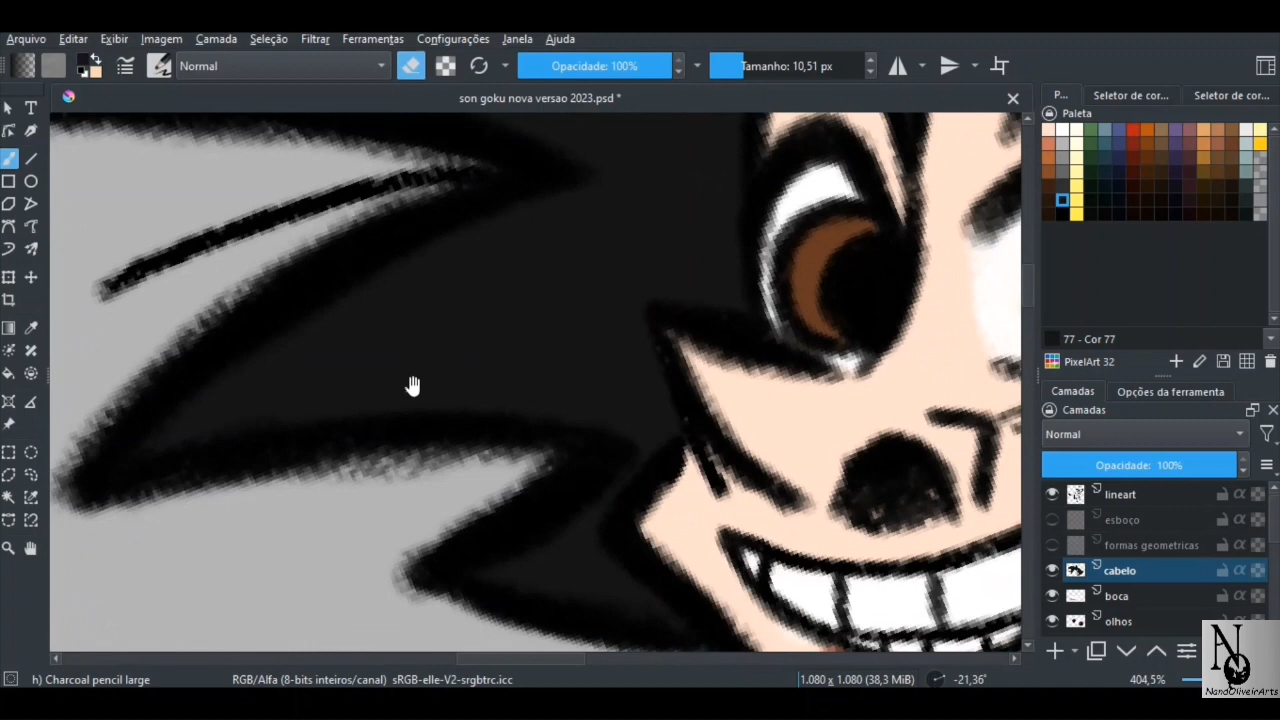 Arquivo Editar Exibir Imagem Camada Seleção Filtrar Ferramentas Configurações Janela Ajuda
Normal Opacidade: 100% Tamanho: 10,51 px
son goku nova versao 2023.psd * P... Seletor de cor... Seletor de cor...
Paleta
77 - Cor 77
PixelArt 32
Camadas Opções da ferramenta
Camadas
Normal
Opacidade: 100%
lineart
esboço
formas geometricas
cabelo
boca
olhos
h) Charcoal pencil large RGB/Alfa (8-bits inteiros/canal) sRGB-elle-V2-srgbtrc.icc 1.080 x 1.080 (38,3 MiB) -21,36° 404,5%
NandOliveirArts